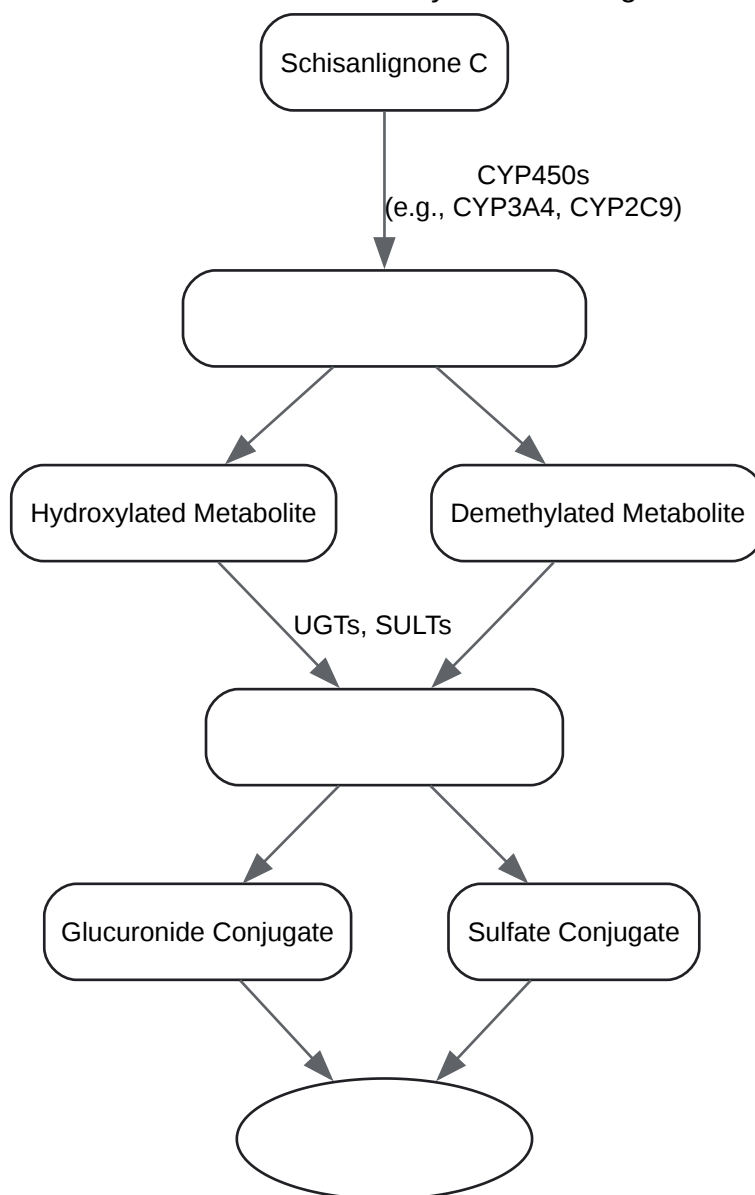 Schisanlignone C
CYP450s
(e.g., CYP3A4, CYP2C9)
Hydroxylated Metabolite
Demethylated Metabolite
UGTs, SULTs
Glucuronide Conjugate
Sulfate Conjugate